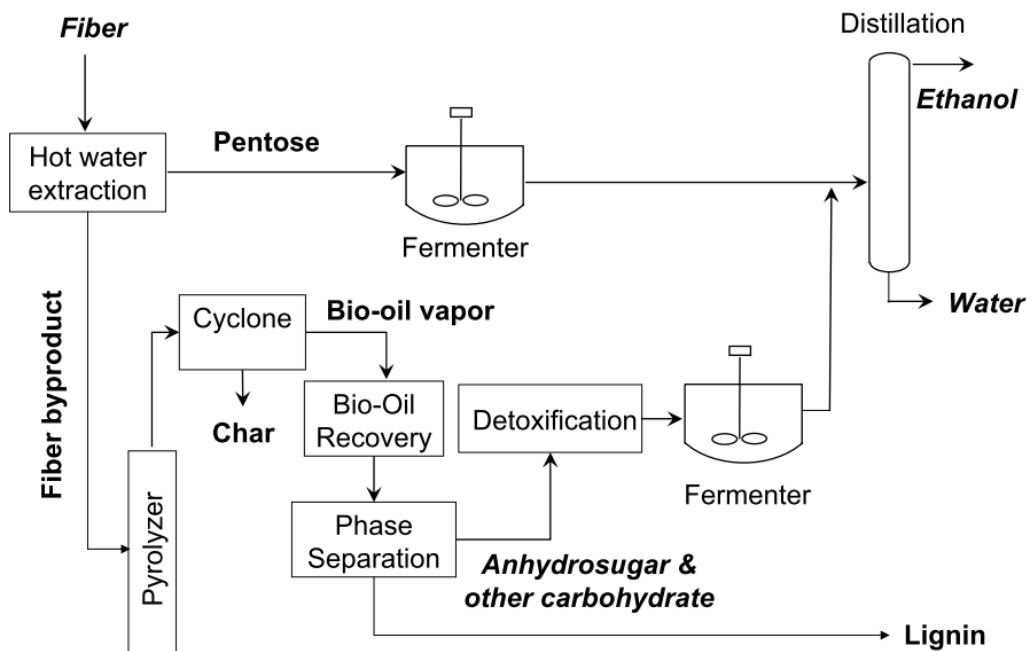 Fiber
Distillation
Hot water
extraction
Pentose
Fermenter
Ethanol
Water
Fiber byproduct
Pyrolyzer
Cyclone
Bio-oil vapor
Char
Bio-Oil
Recovery
Detoxification
Fermenter
Phase
Separation
Anhydrosugar &
other carbohydrate
Lignin